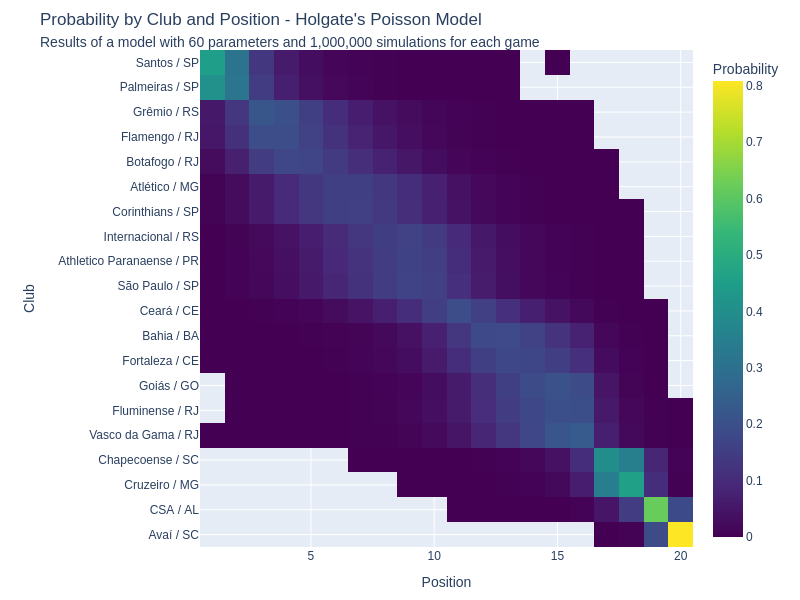 Probability by Club and Position - Holgate's Poisson Model
Results of a model with 60 parameters and 1,000,000 simulations for each game
Probability
Santos / SP
Palmeiras / SP
Grêmio / RS
Flamengo / RJ
Botafogo / RJ
Atlético / MG
Corinthians / SP
Internacional / RS
Athletico Paranaense / PR
São Paulo / SP
Ceará / CE
Bahia / BA
Fortaleza / CE
Goiás / GO
Fluminense / RJ
Vasco da Gama / RJ
Chapecoense / SC
Cruzeiro / MG
CSA / AL
Avaí / SC
Club
5
10
15
20
Position
0.8
0.7
0.6
0.5
0.4
0.3
0.2
0.1
0